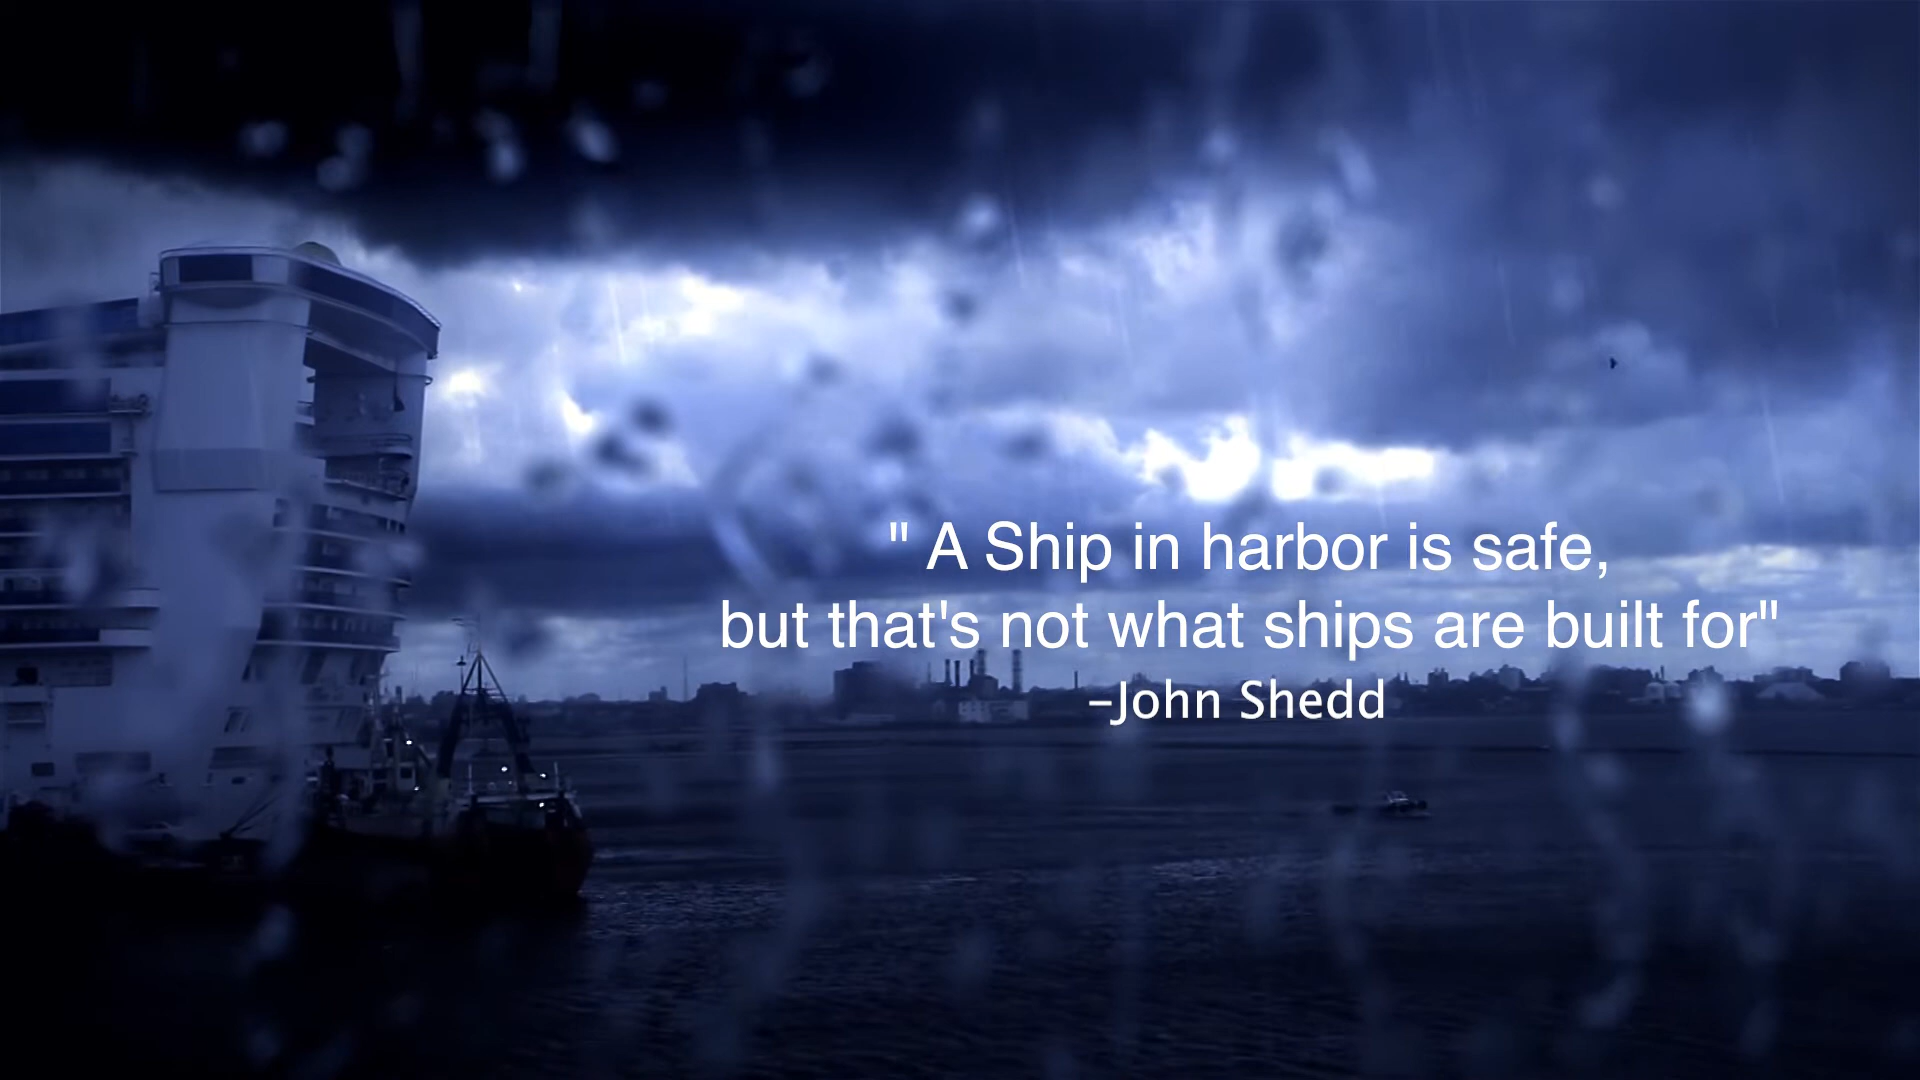 " A Ship in harbor is safe,
but that's not what ships are built for"
–John Shedd